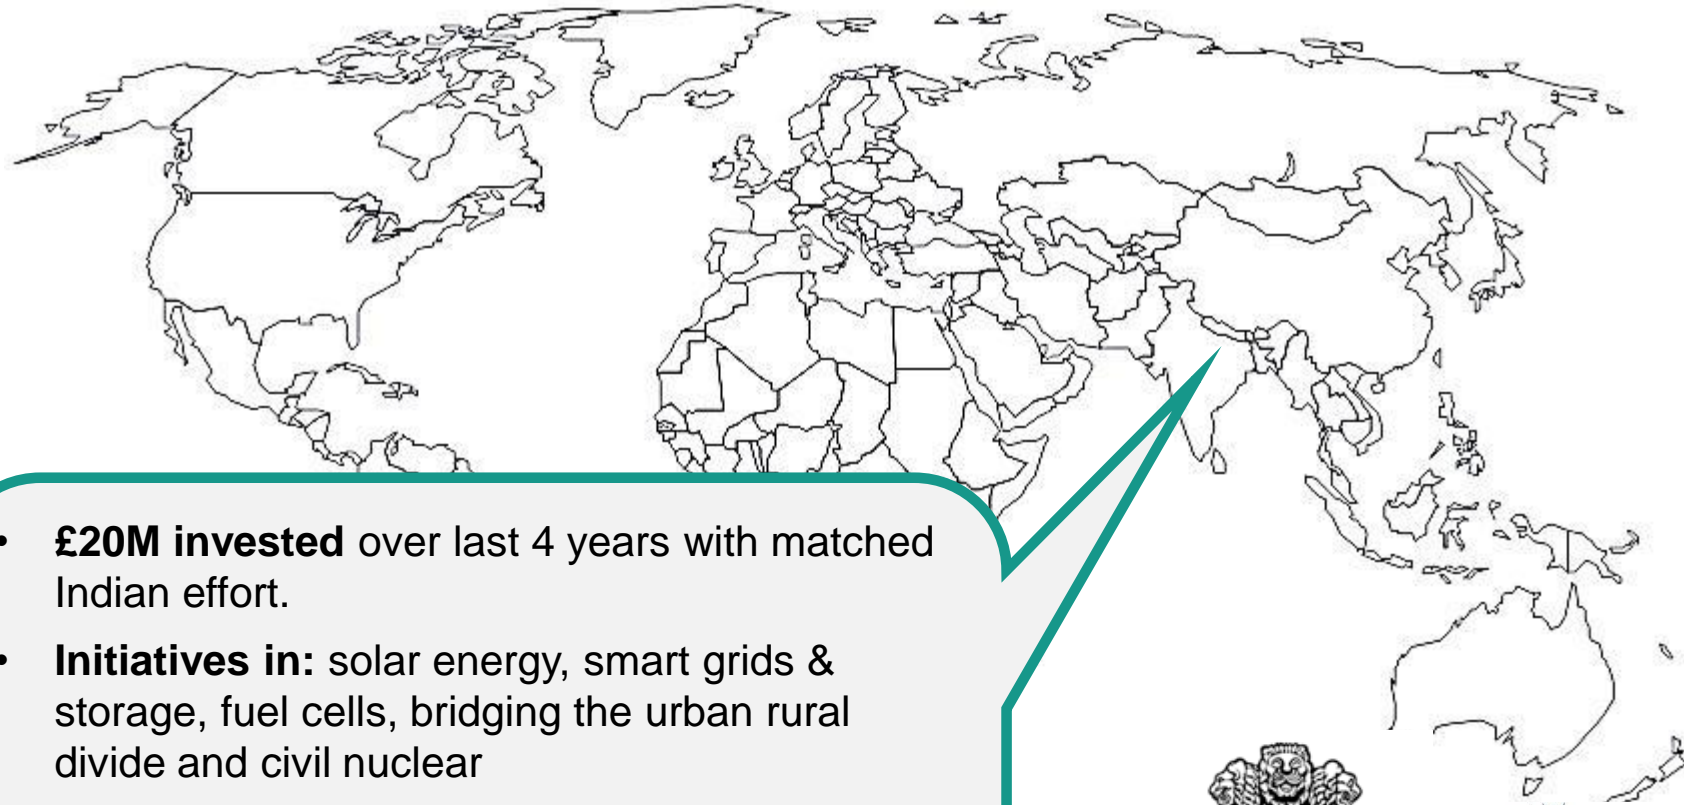 • £20M invested over last 4 years with matched
Indian effort.
• Initiatives in: solar energy, smart grids &
storage, fuel cells, bridging the urban rural
divide and civil nuclear